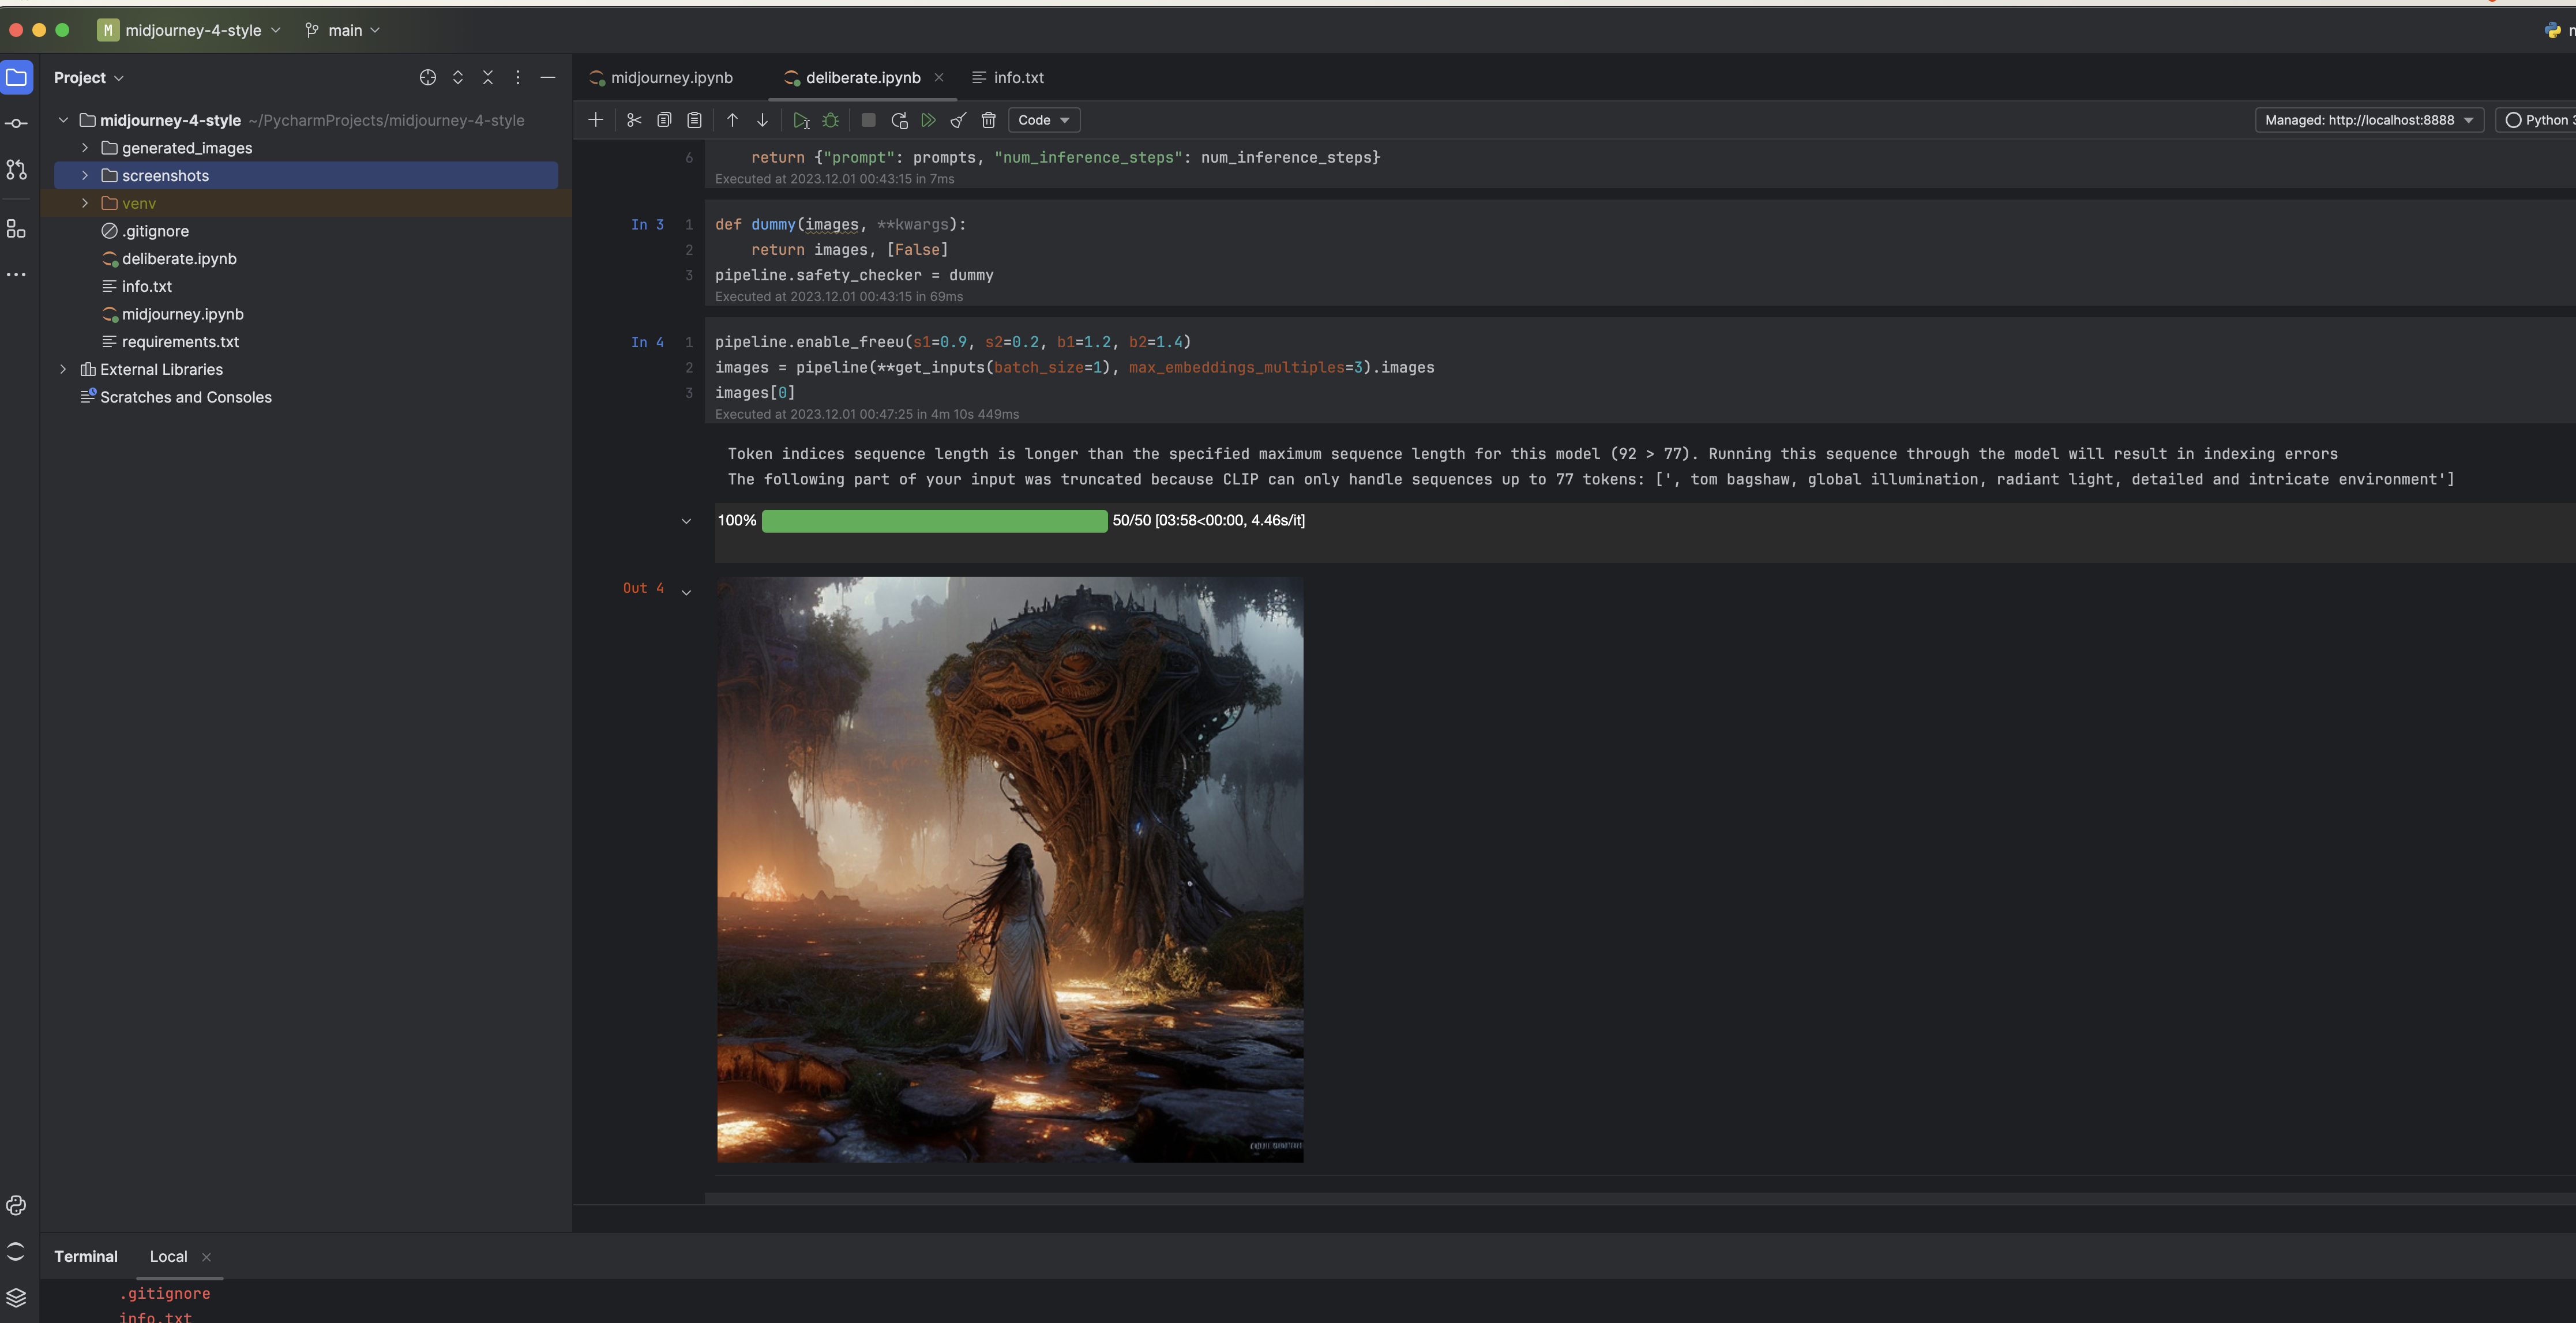 M midjourney-4-style main
Project
midjourney-4-style ~/PycharmProjects/midjourney-4-style
generated_images
screenshots
venv
.gitignore
deliberate.ipynb
info.txt
midjourney.ipynb
requirements.txt
External Libraries
Scratches and Consoles
midjourney.ipynb deliberate.ipynb info.txt
Code Managed: http://localhost:8888 Python 3
6 return {"prompt": prompts, "num_inference_steps": num_inference_steps}
Executed at 2023.12.01 00:43:15 in 7ms
In 3 1 def dummy(images, **kwargs):
2 return images, [False]
3 pipeline.safety_checker = dummy
Executed at 2023.12.01 00:43:15 in 69ms
In 4 1 pipeline.enable_freeu(s1=0.9, s2=0.2, b1=1.2, b2=1.4)
2 images = pipeline(**get_inputs(batch_size=1), max_embeddings_multiples=3).images
3 images[0]
Executed at 2023.12.01 00:47:25 in 4m 10s 449ms
Token indices sequence length is longer than the specified maximum sequence length for this model (92 > 77). Running this sequence through the model will result in indexing errors
The following part of your input was truncated because CLIP can only handle sequences up to 77 tokens: [', tom bagshaw, global illumination, radiant light, detailed and intricate environment']
100% 50/50 [03:58<00:00, 4.46s/it]
Out 4
Terminal Local
.gitignore
info.txt